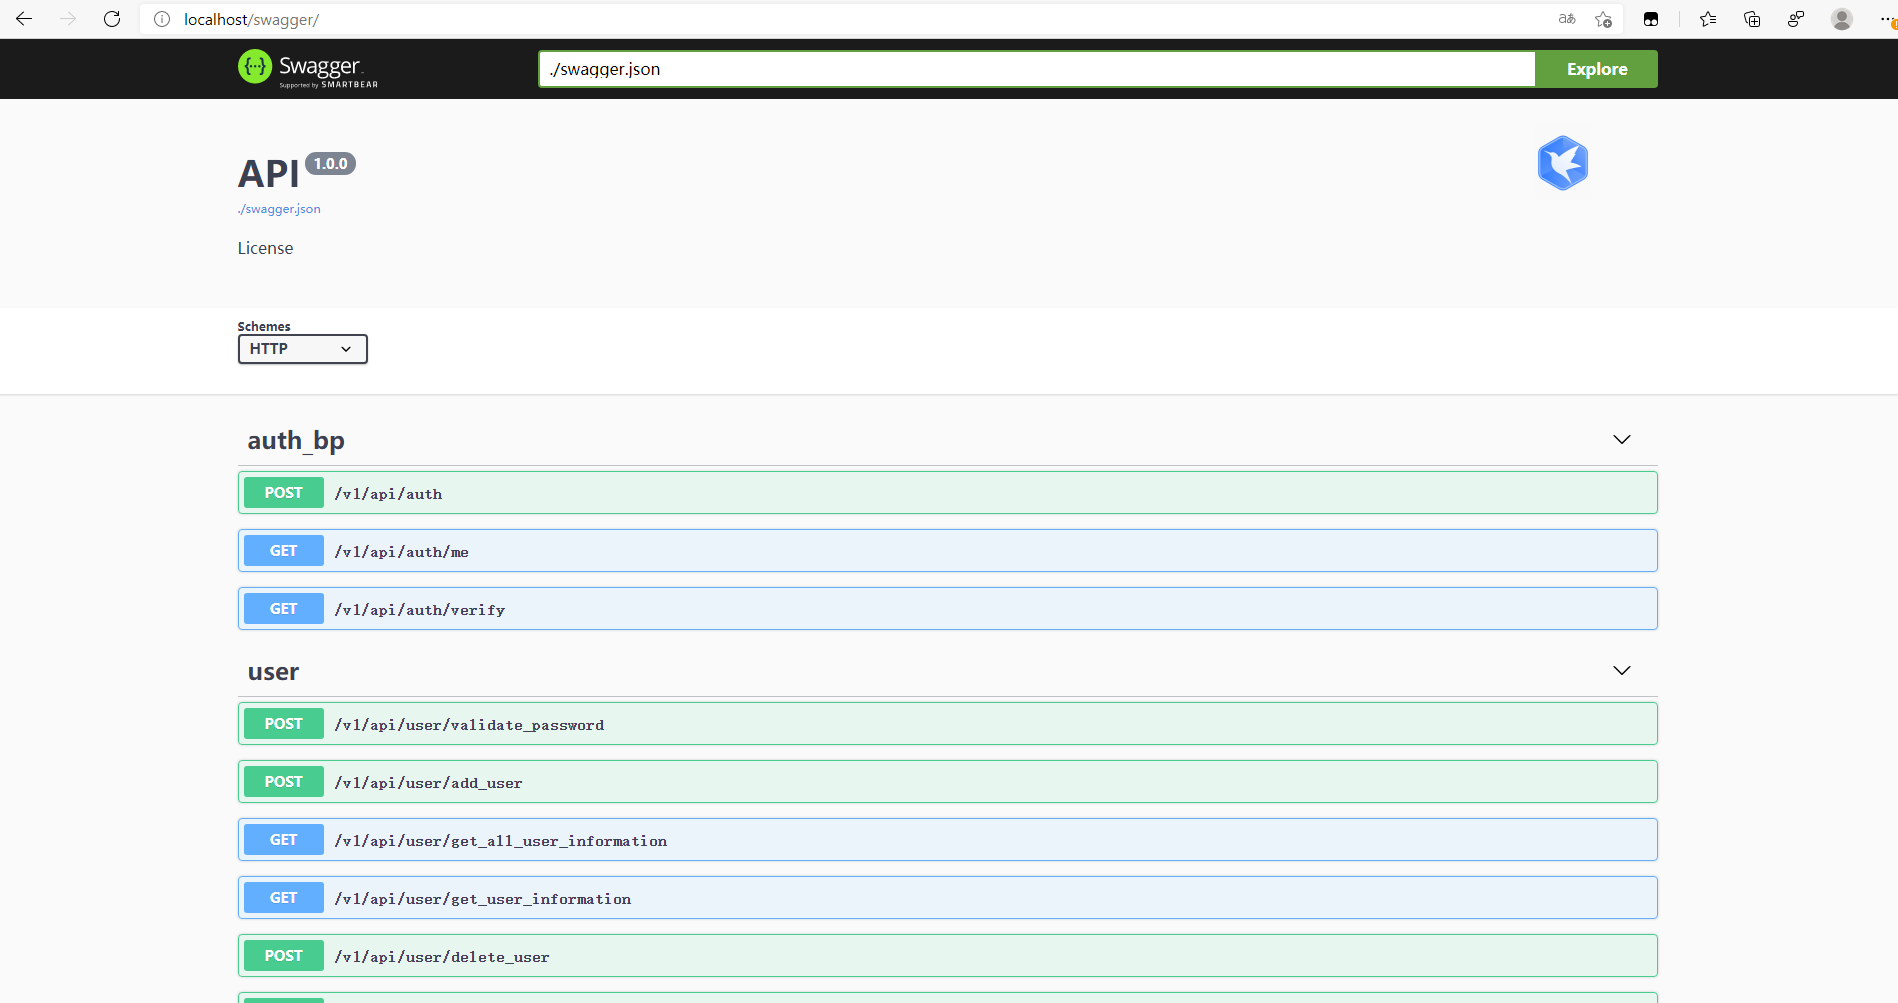 localhost/swagger/
aあ
Swagger
Supported by SMARTBEAR
./swagger.json
Explore
API 1.0.0
./swagger.json
License
Schemes
HTTP
auth_bp
POST /v1/api/auth
GET /v1/api/auth/me
GET /v1/api/auth/verify
user
POST /v1/api/user/validate_password
POST /v1/api/user/add_user
GET /v1/api/user/get_all_user_information
GET /v1/api/user/get_user_information
POST /v1/api/user/delete_user